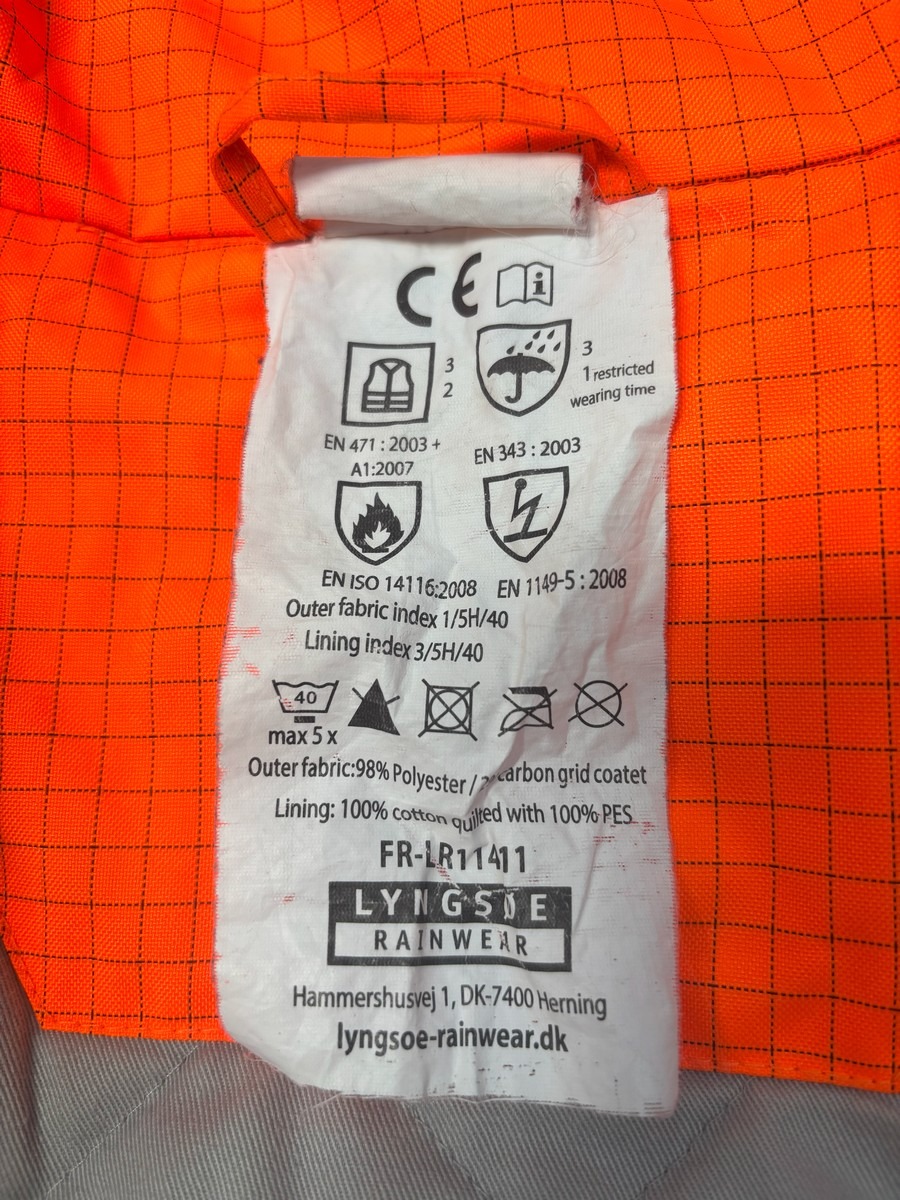 CE i
3
2
3
1 restricted
wearing time
EN 471 : 2003 +
A1:2007
EN 343 : 2003
EN ISO 14116:2008
EN 1149-5 : 2008
Outer fabric index 1/5H/40
Lining index 3/5H/40
40
max 5 x
Outer fabric:98% Polyester / carbon grid coatet
Lining: 100% cotton quilted with 100% PES
FR-LR11411
LYNGSØE
RAINWEAR
Hammershusvej 1, DK-7400 Herning
lyngsoe-rainwear.dk